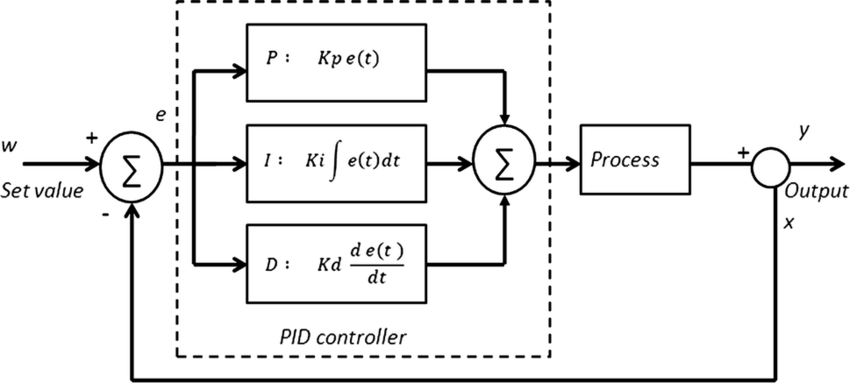 P :    Kp e(t)
e
+
w
Set value
-
∑
I :    Ki ∫ e(t)dt
∑
Process
+
y
Output
x
D :    Kd d e(t)/dt
PID controller